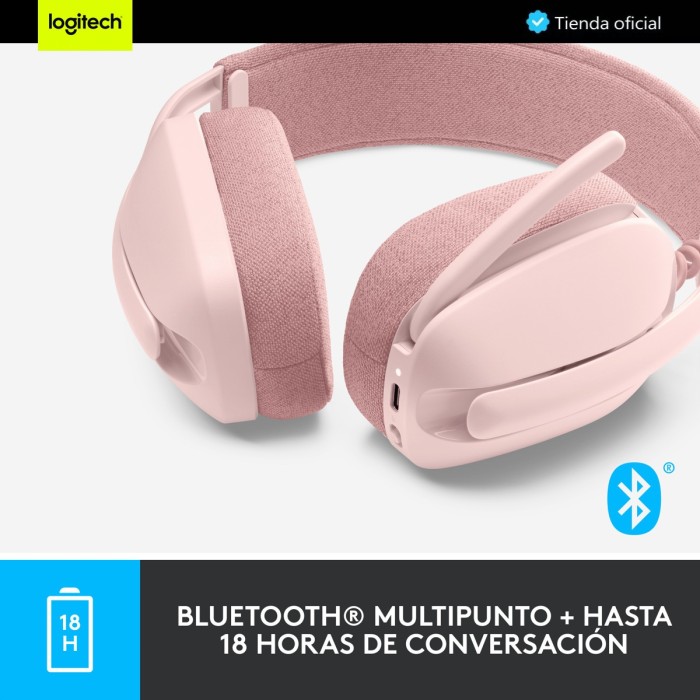 logitech
Tienda oficial
®
18
H
BLUETOOTH® MULTIPUNTO + HASTA
18 HORAS DE CONVERSACIÓN